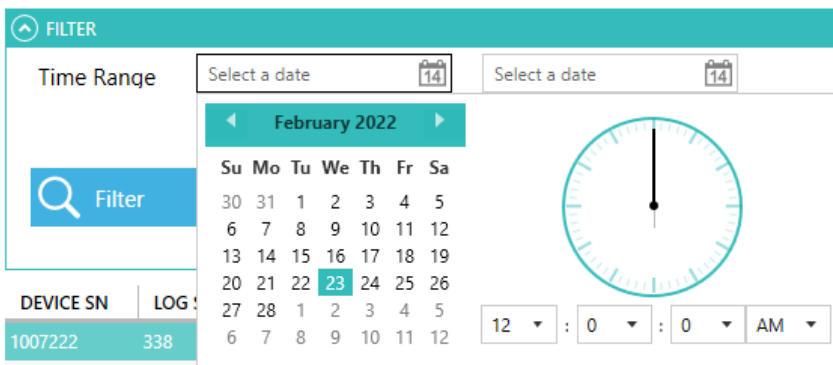 FILTER
Time Range Select a date 14 Select a date 14
February 2022
Su Mo Tu We Th Fr Sa
30 31 1 2 3 4 5
6 7 8 9 10 11 12
13 14 15 16 17 18 19
20 21 22 23 24 25 26
27 28 1 2 3 4 5
6 7 8 9 10 11 12
Filter
12 : 0 : 0 AM
DEVICE SN LOG
1007222 338